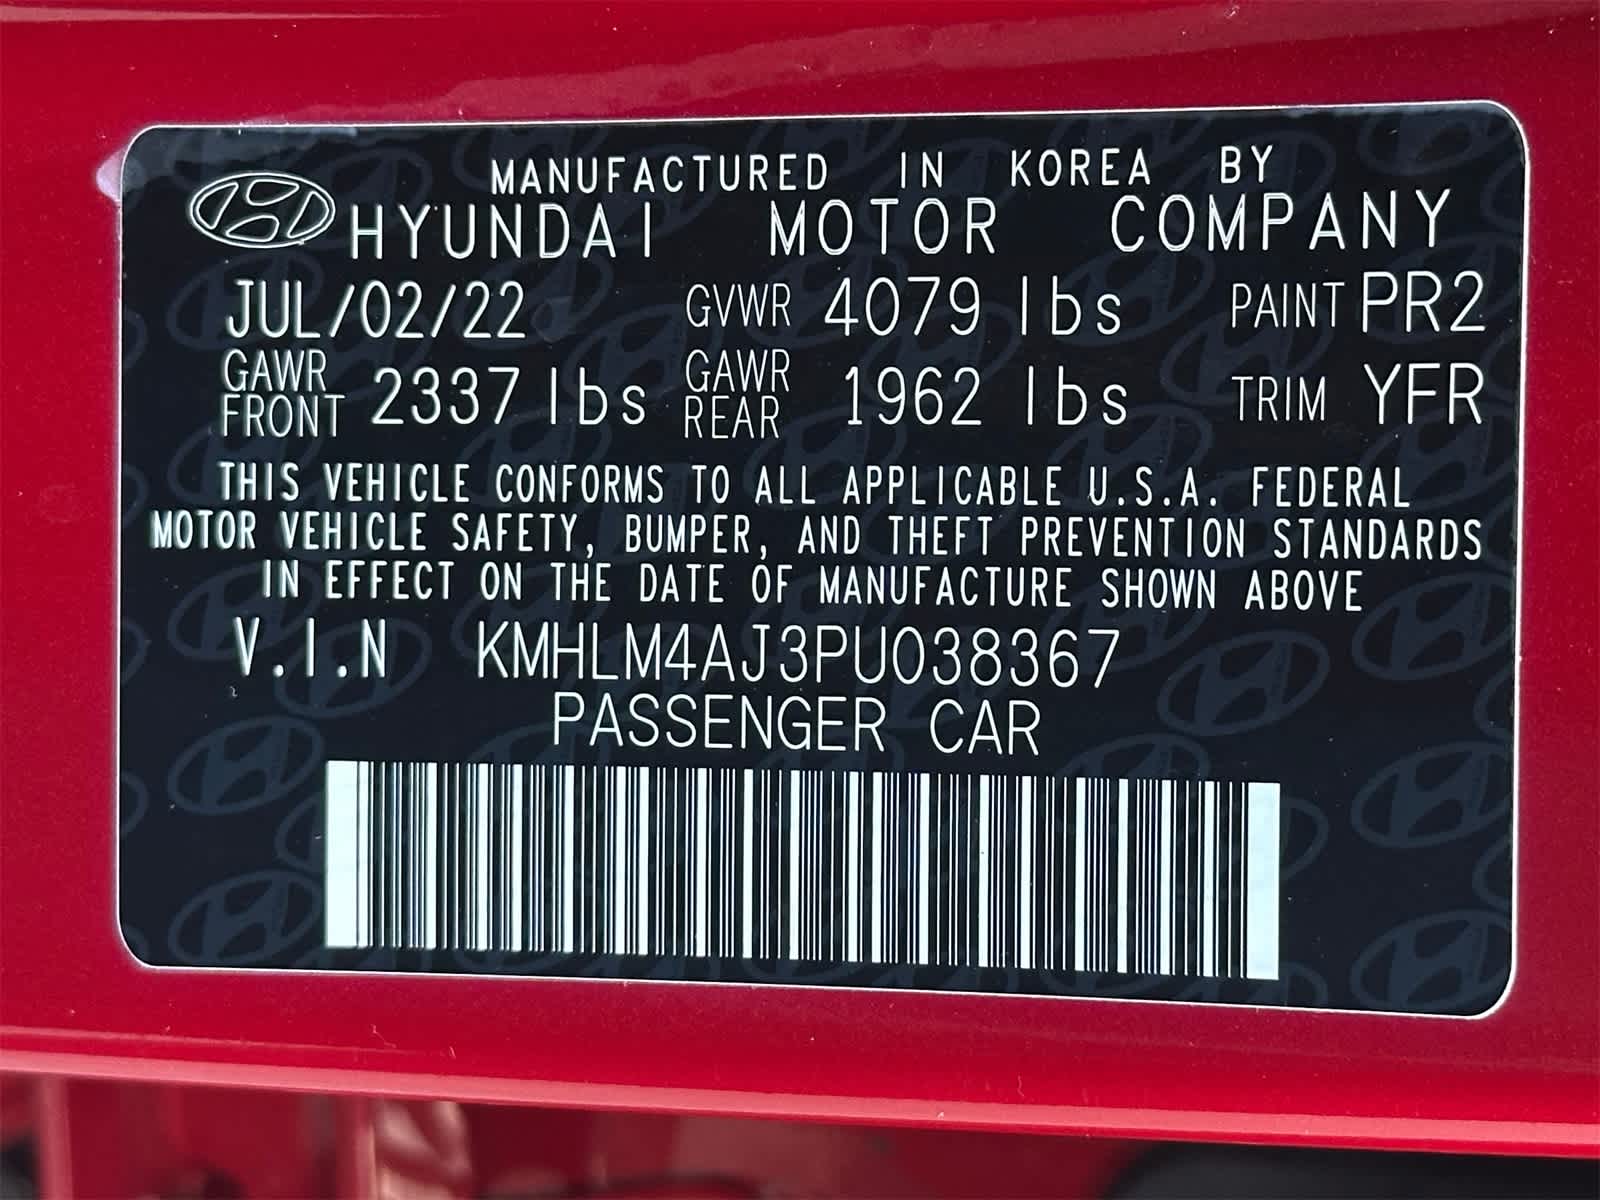 MANUFACTURED IN KOREA BY
HYUNDAI MOTOR COMPANY
JUL/02/22 GVWR 4079 lbs PAINT PR2
GAWR FRONT 2337 lbs GAWR REAR 1962 lbs TRIM YFR
THIS VEHICLE CONFORMS TO ALL APPLICABLE U.S.A. FEDERAL
MOTOR VEHICLE SAFETY, BUMPER, AND THEFT PREVENTION STANDARDS
IN EFFECT ON THE DATE OF MANUFACTURE SHOWN ABOVE
V.I.N KMHLM4AJ3PU038367
PASSENGER CAR